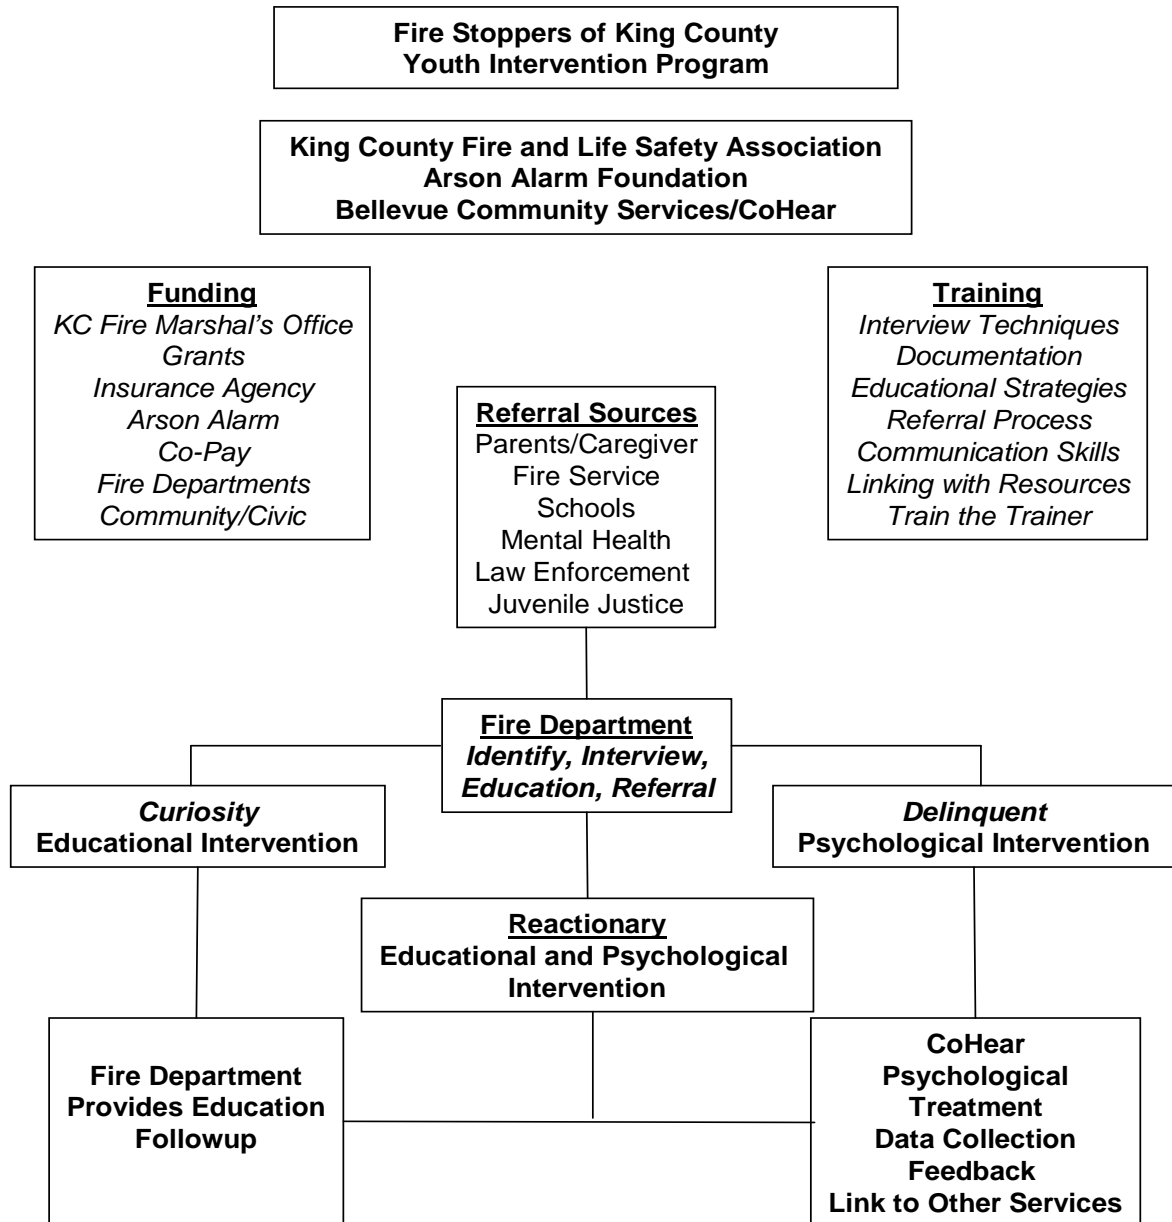 Fire Stoppers of King County
Youth Intervention Program
King County Fire and Life Safety Association
Arson Alarm Foundation
Bellevue Community Services/CoHear
Funding
KC Fire Marshal's Office
Grants
Insurance Agency
Arson Alarm
Co-Pay
Fire Departments
Community/Civic
Training
Interview Techniques
Documentation
Educational Strategies
Referral Process
Communication Skills
Linking with Resources
Train the Trainer
Referral Sources
Parents/Caregiver
Fire Service
Schools
Mental Health
Law Enforcement
Juvenile Justice
Fire Department
Identify, Interview,
Education, Referral
Curiosity
Educational Intervention
Delinquent
Psychological Intervention
Reactionary
Educational and Psychological
Intervention
Fire Department
Provides Education
Followup
CoHear
Psychological
Treatment
Data Collection
Feedback
Link to Other Services